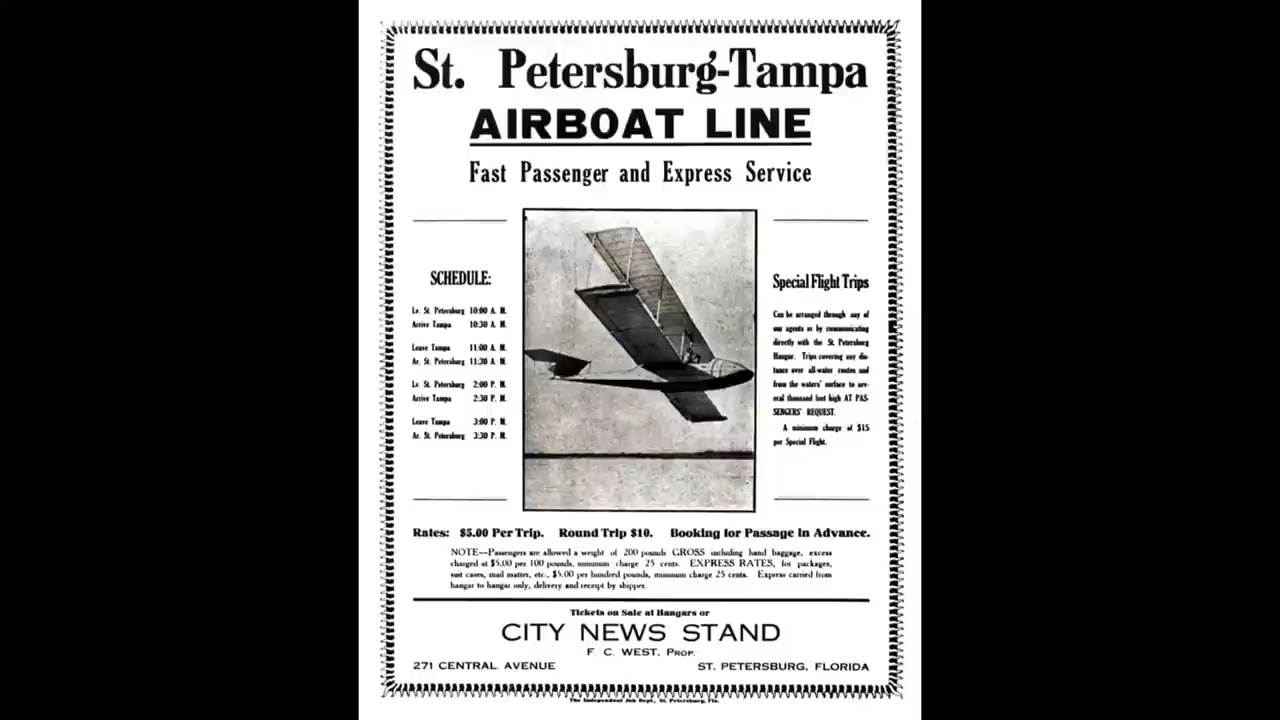 St. Petersburg-Tampa
AIRBOAT LINE
Fast Passenger and Express Service
SCHEDULE:
Lv. St. Petersburg 10:00 A. M.
Arrive Tampa 10:30 A. M.
Leave Tampa 11:00 A. M.
Ar. St. Petersburg 11:30 A. M.
Lv. St. Petersburg 2:00 P. M.
Arrive Tampa 2:30 P. M.
Leave Tampa 3:00 P. M.
Ar. St. Petersburg 3:30 P. M.
Special Flight Trips
Can be arranged through any of
our agents or by communicating
directly with the St. Petersburg
Hangar. Trips covering any dis-
tance over all-water routes and
from the waters' surface to sev-
eral thousand feet high AT PAS-
SENGERS' REQUEST.
A minimum charge of $15
per Special Flight.
Rates: $5.00 Per Trip. Round Trip $10. Booking for Passage in Advance.
NOTE--Passengers are allowed a weight of 200 pounds GROSS including hand baggage, excess
charged at $5.00 per 100 pounds, minimum charge 25 cents. EXPRESS RATES, for packages,
suit cases, mail matter, etc., $5.00 per hundred pounds, minimum charge 25 cents. Express carried from
hangar to hangar only, delivery and receipt by shipper.
Tickets on Sale at Hangars or
CITY NEWS STAND
F. C. WEST, PROP.
271 CENTRAL AVENUE ST. PETERSBURG, FLORIDA
The Independent Job Dept., St. Petersburg, Fla.